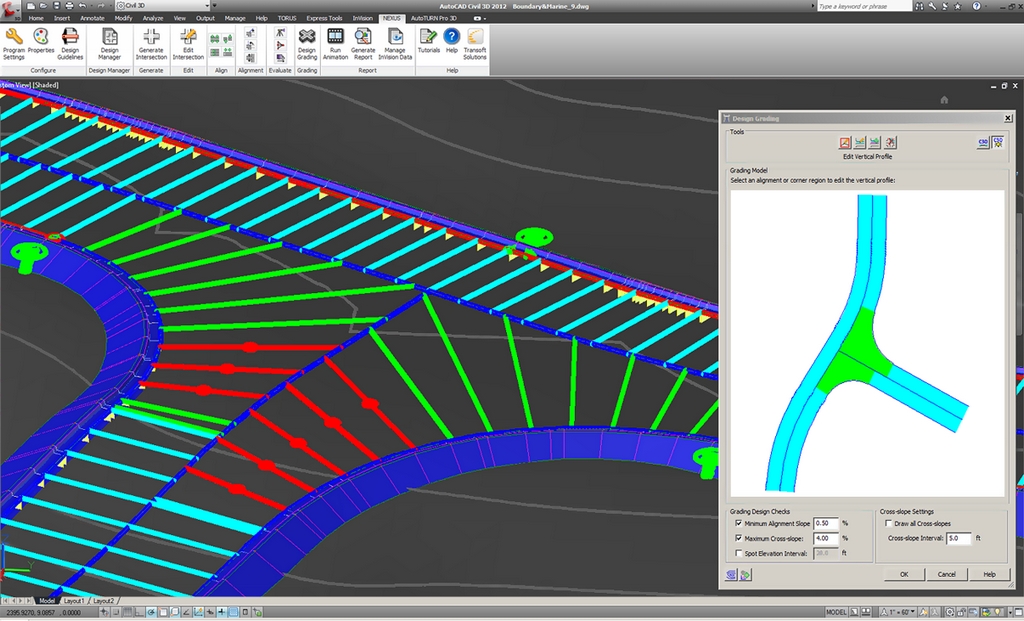 Civil 3D
AutoCAD Civil 3D 2012 Boundary&Marine_9.dwg
Type a keyword or phrase
Home Insert Annotate Modify Analyze View Output Manage Help TORUS Express Tools InVision NEXUS AutoTURN Pro 3D
Program Settings
Properties
Design Guidelines
Design Manager
Generate Intersection
Edit Intersection
Design Grading
Run Animation
Generate Report
Manage InVision Data
Tutorials
Help
Transoft Solutions
Configure Design Manager Generate Edit Align Alignment Evaluate Grading Report Help
tom View] [Shaded]
Design Grading
Tools
Edit Vertical Profile
Grading Model
Select an alignment or corner region to edit the vertical profile:
Grading Design Checks
Minimum Alignment Slope 0.50 %
Maximum Cross-slope: 4.00 %
Spot Elevation Interval: 20.0 ft
Cross-slope Settings
Draw all Cross-slopes
Cross-slope Interval: 5.0 ft
OK Cancel Help
Y
Model Layout1 Layout2
2395.9270, 9.0857 , 0.0000
MODEL
1" = 60'